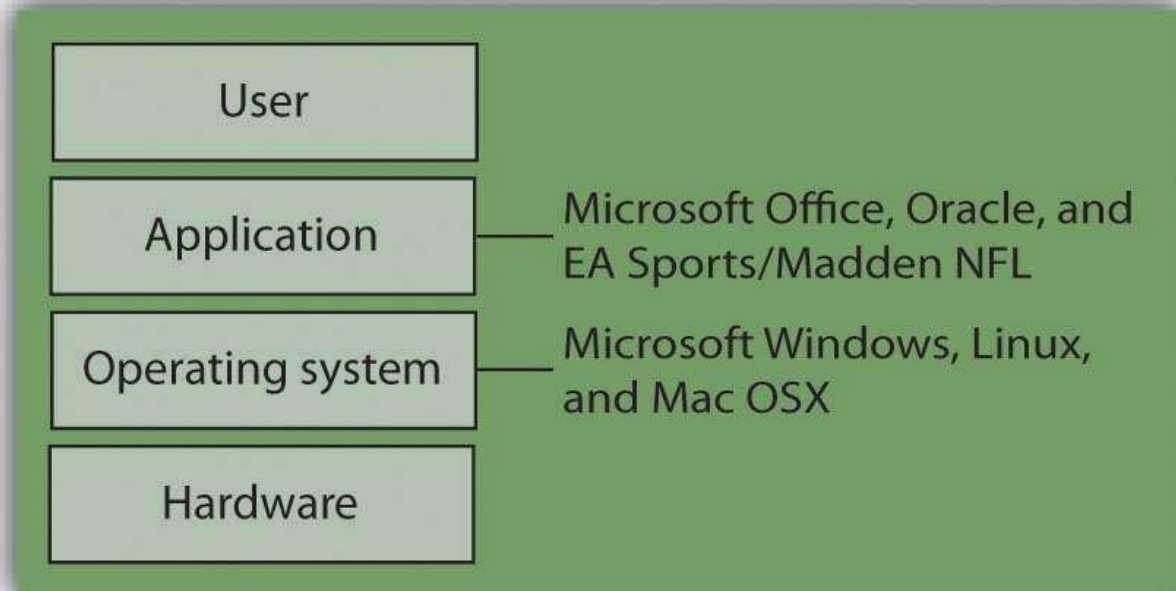 User
Application
Microsoft Office, Oracle, and
EA Sports/Madden NFL
Operating system
Microsoft Windows, Linux,
and Mac OSX
Hardware